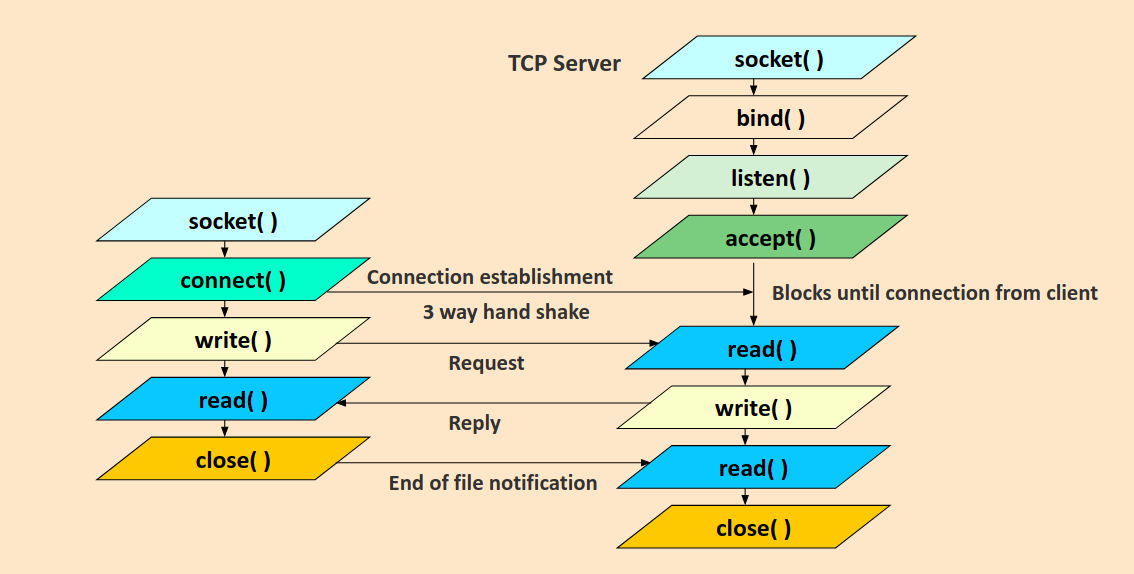 TCP Server
socket( )
bind( )
listen( )
accept( )
socket( )
connect( )
Connection establishment
3 way hand shake
Blocks until connection from client
write( )
Request
read( )
read( )
Reply
write( )
close( )
End of file notification
read( )
close( )